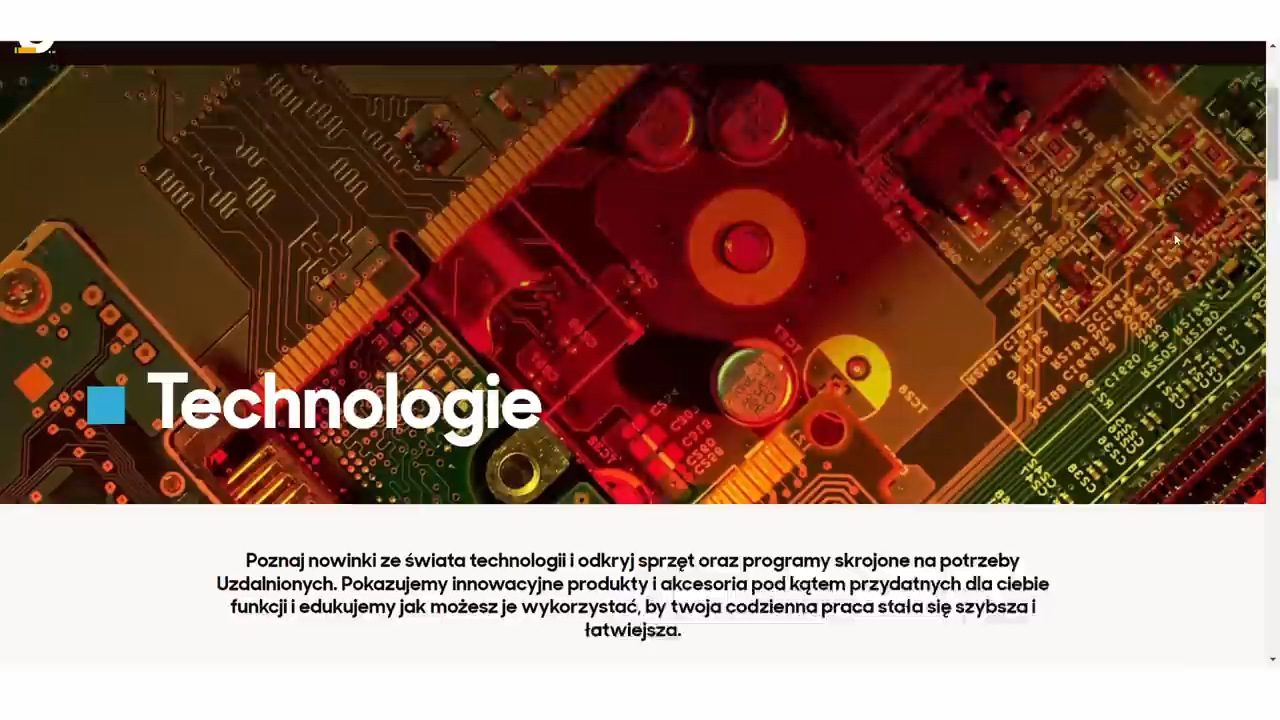 Technologie
Poznaj nowinki ze świata technologii i odkryj sprzęt oraz programy skrojone na potrzeby
Uzdalnionych. Pokazujemy innowacyjne produkty i akcesoria pod kątem przydatnych dla ciebie
funkcji i edukujemy jak możesz je wykorzystać, by twoja codzienna praca stała się szybsza i
łatwiejsza.